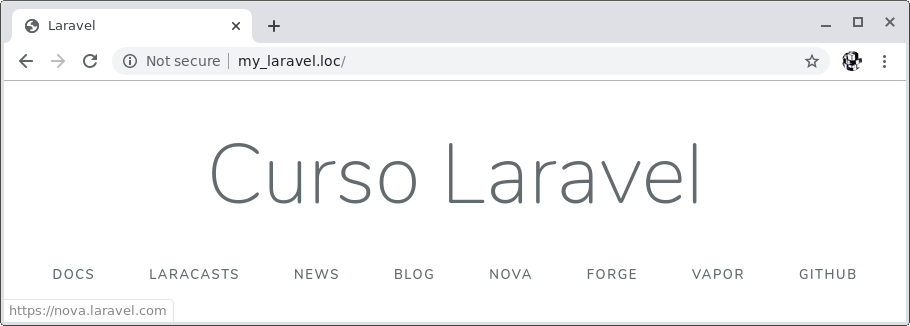 Laravel
Not secure my_laravel.loc/
Curso Laravel
DOCS LARACASTS NEWS BLOG NOVA FORGE VAPOR GITHUB
https://nova.laravel.com